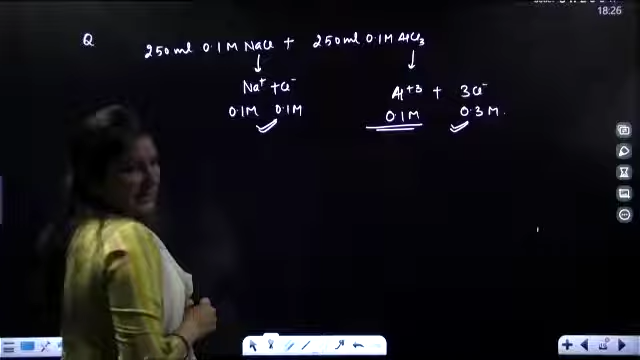 18:26
Q 250 ml 0.1 M NaCl + 250 ml 0.1 M AlCl3
Na+ + Cl- Al+3 + 3Cl-
0.1M 0.1M 0.1M 0.3 M.